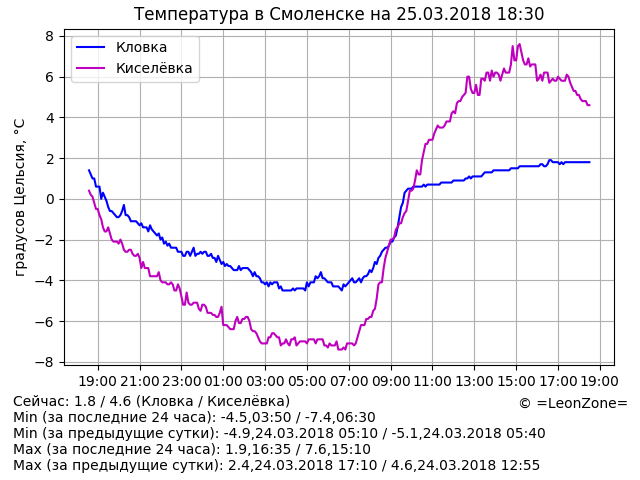 Температура в Смоленске на 25.03.2018 18:30
градусов Цельсия, °C
8
6
4
2
0
−2
−4
−6
−8
Кловка
Киселёвка
19:00 21:00 23:00 01:00 03:00 05:00 07:00 09:00 11:00 13:00 15:00 17:00 19:00
Сейчас: 1.8 / 4.6 (Кловка / Киселёвка)
© =LeonZone=
Min (за последние 24 часа): -4.5,03:50 / -7.4,06:30
Min (за предыдущие сутки): -4.9,24.03.2018 05:10 / -5.1,24.03.2018 05:40
Max (за последние 24 часа): 1.9,16:35 / 7.6,15:10
Max (за предыдущие сутки): 2.4,24.03.2018 17:10 / 4.6,24.03.2018 12:55